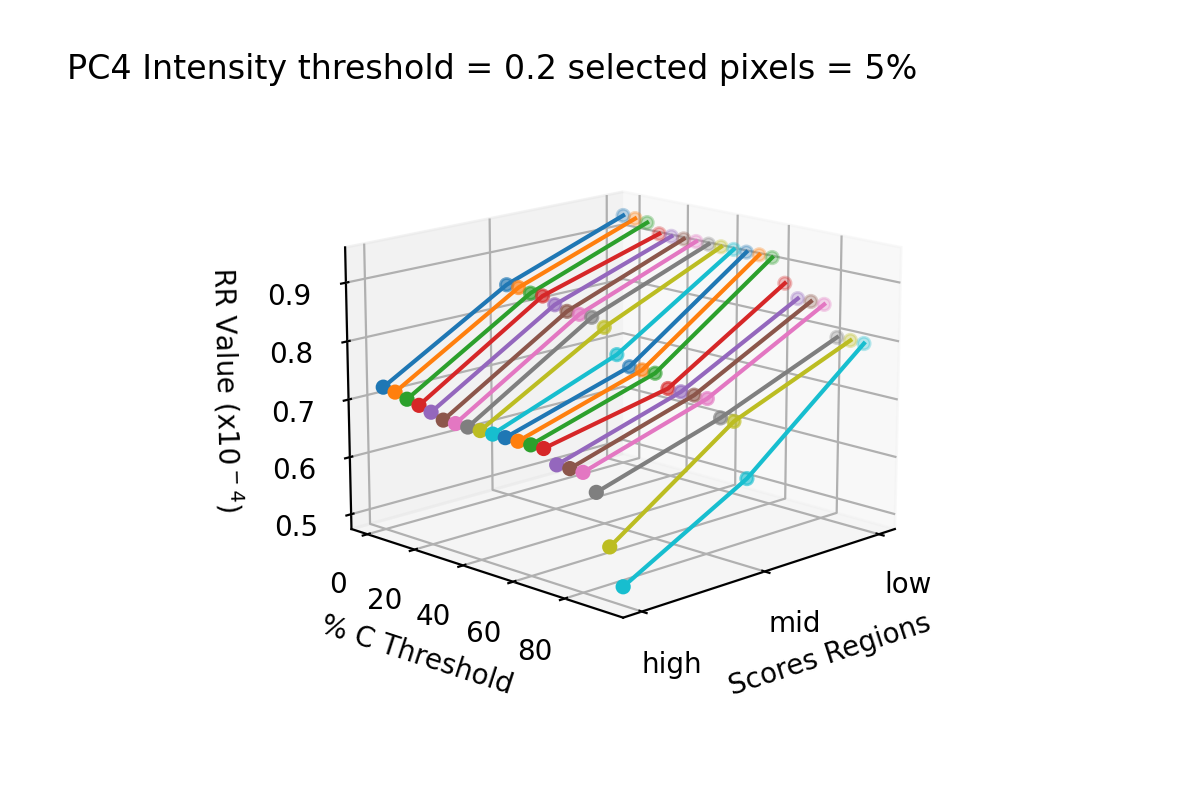 PC4 Intensity threshold = 0.2 selected pixels = 5%
RR Value (x10⁻⁴)
0.9
0.8
0.7
0.6
0.5
0
20
40
60
80
% C Threshold
high
mid
low
Scores Regions